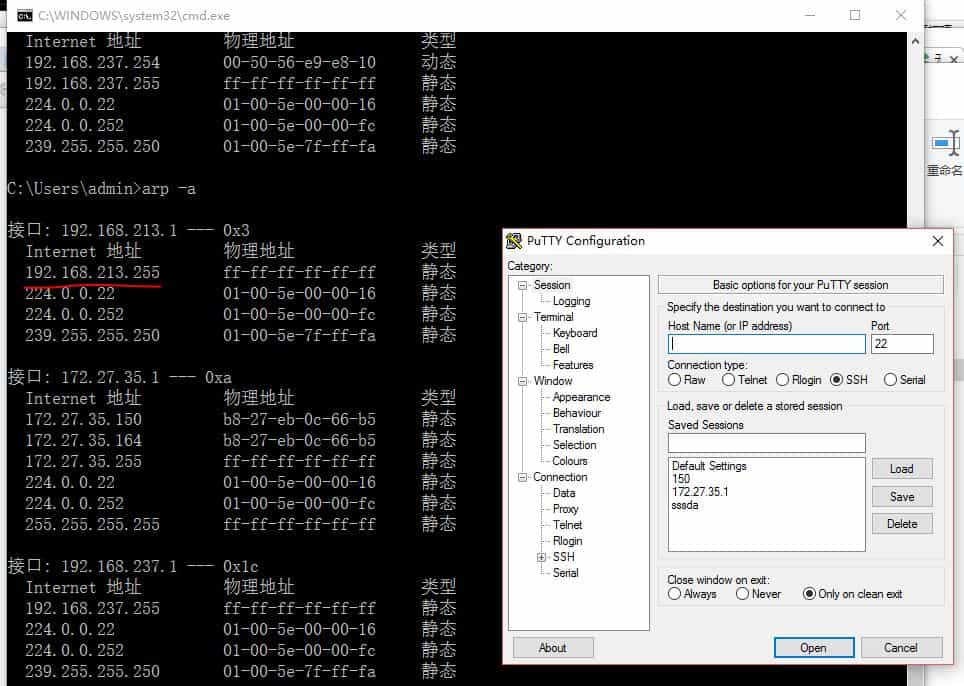 C:\WINDOWS\system32\cmd.exe
Internet 地址 物理地址 类型
192.168.237.254 00-50-56-e9-e8-10 动态
192.168.237.255 ff-ff-ff-ff-ff-ff 静态
224.0.0.22 01-00-5e-00-00-16 静态
224.0.0.252 01-00-5e-00-00-fc 静态
239.255.255.250 01-00-5e-7f-ff-fa 静态
C:\Users\admin>arp -a
接口: 192.168.213.1 --- 0x3
Internet 地址 物理地址 类型
192.168.213.255 ff-ff-ff-ff-ff-ff 静态
224.0.0.22 01-00-5e-00-00-16 静态
224.0.0.252 01-00-5e-00-00-fc 静态
239.255.255.250 01-00-5e-7f-ff-fa 静态
接口: 172.27.35.1 --- 0xa
Internet 地址 物理地址 类型
172.27.35.150 b8-27-eb-0c-66-b5 静态
172.27.35.164 b8-27-eb-0c-66-b5 静态
172.27.35.255 ff-ff-ff-ff-ff-ff 静态
224.0.0.22 01-00-5e-00-00-16 静态
224.0.0.252 01-00-5e-00-00-fc 静态
255.255.255.255 ff-ff-ff-ff-ff-ff 静态
接口: 192.168.237.1 --- 0x1c
Internet 地址 物理地址 类型
192.168.237.255 ff-ff-ff-ff-ff-ff 静态
224.0.0.22 01-00-5e-00-00-16 静态
224.0.0.252 01-00-5e-00-00-fc 静态
239.255.255.250 01-00-5e-7f-ff-fa 静态
重命名
PuTTY Configuration
Category:
Session
Logging
Terminal
Keyboard
Bell
Features
Window
Appearance
Behaviour
Translation
Selection
Colours
Connection
Data
Proxy
Telnet
Rlogin
SSH
Serial
Basic options for your PuTTY session
Specify the destination you want to connect to
Host Name (or IP address) Port
22
Connection type:
Raw Telnet Rlogin SSH Serial
Load, save or delete a stored session
Saved Sessions
Default Settings
150
172.27.35.1
sssda
Load
Save
Delete
Close window on exit:
Always Never Only on clean exit
About Open Cancel